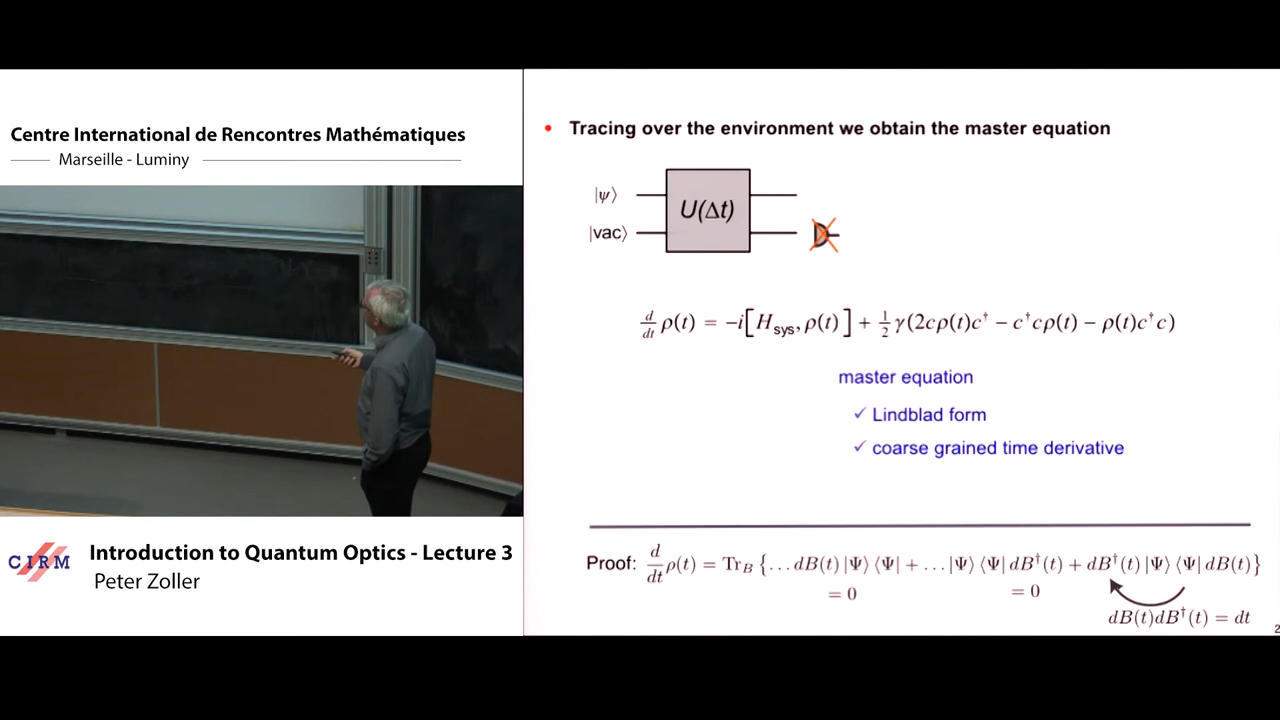 Centre International de Rencontres Mathématiques
Marseille - Luminy
CIRM
Introduction to Quantum Optics - Lecture 3
Peter Zoller
• Tracing over the environment we obtain the master equation
|ψ⟩
U(Δt)
|vac⟩
d/dt ρ(t) = −i[H_sys, ρ(t)] + ½ γ(2cρ(t)c† − c†cρ(t) − ρ(t)c†c)
master equation
✓ Lindblad form
✓ coarse grained time derivative
Proof: d/dt ρ(t) = Tr_B {... dB(t) |Ψ⟩ ⟨Ψ| + ... |Ψ⟩ ⟨Ψ| dB†(t) + dB†(t) |Ψ⟩ ⟨Ψ| dB(t)}
= 0 = 0
dB(t)dB†(t) = dt
2